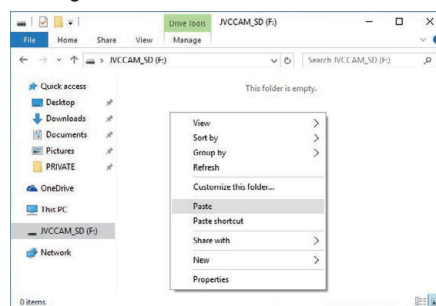 Drive Tools
JVCCAM_SD (F:)
File
Home
Share
View
Manage
JVCCAM_SD (F:)
Search JVCCAM_SD (F:)
Quick access
Desktop
Downloads
Documents
Pictures
PRIVATE
OneDrive
This PC
JVCCAM_SD (F:)
Network
This folder is empty.
View
Sort by
Group by
Refresh
Customize this folder...
Paste
Paste shortcut
Share with
New
Properties
0 items